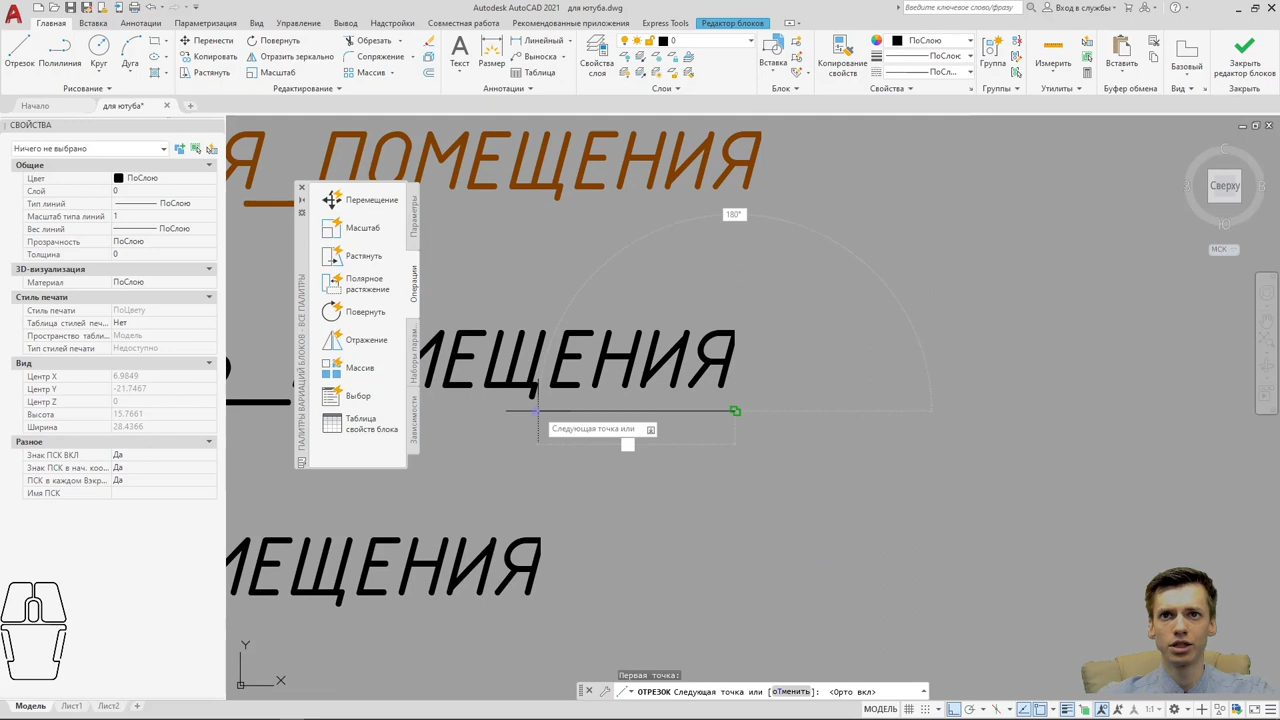 Autodesk AutoCAD 2021 для ютуба.dwg
Введите ключевое слово/фразу
Вход в службы
Главная Вставка Аннотации Параметризация Вид Управление Вывод Надстройки Совместная работа Рекомендованные приложения Express Tools Редактор блоков
Отрезок Полилиния Круг Дуга
Перенести Повернуть Обрезать
Отразить зеркально
Растянуть Масштаб Массив
Текст Размер
Линейный
Выноска
Таблица
Свойства слоя
0
Вставка
Копирование свойств
ПоСлою
ПоСлою
ПоСл...
Группа Измерить Вставить Базовый
Закрыть редактор блоков
Рисование Редактирование Аннотации Слои Блок Свойства Группы Утилиты Буфер обмена Вид Закрыть
Начало для ютуба*
СВОЙСТВА
Ничего не выбрано
Общие
Цвет ПоСлою
Слой 0
Тип линий ПоСлою
Масштаб типа линий 1
Вес линий ПоСлою
Прозрачность ПоСлою
Толщина 0
3D-визуализация
Материал ПоСлою
Стиль печати
Стиль печати ПоЦвету
Таблица стилей печ... Нет
Пространство табли... Модель
Тип стилей печати Недоступно
Вид
Центр X 6.9849
Центр Y -21.7467
Центр Z 0
Высота 15.7661
Ширина 28.4366
Разное
Знак ПСК ВКЛ Да
Знак ПСК в нач. коо... Да
ПСК в каждом Вэкр... Да
Имя ПСК
Перемещение
Масштаб
Растянуть
Полярное растяжение
Повернуть
Отражение
Массив
Выбор
Таблица свойств блока
Параметры
Операции
Наборы парам...
Зависимости
ПАЛИТРЫ ВАРИАЦИЙ БЛОКОВ - ВСЕ ПАЛИТРЫ
Я ПОМЕЩЕНИЯ
180°
МЕЩЕНИЯ
Следующая точка или
МЕЩЕНИЯ
С
Сверху
В
Ю
МСК
Y
X
Первая точка:
ОТРЕЗОК Следующая точка или [оТменить]: <Орто вкл>
Модель Лист1 Лист2 +
МОДЕЛЬ
1:1